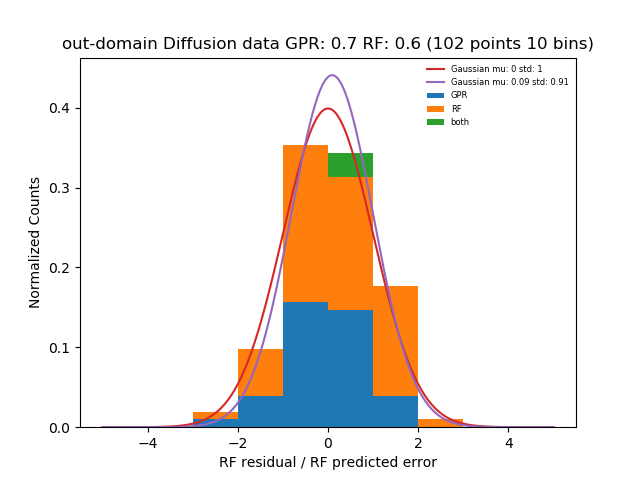 out-domain Diffusion data GPR: 0.7 RF: 0.6 (102 points 10 bins)
Gaussian mu: 0 std: 1
Gaussian mu: 0.09 std: 0.91
GPR
RF
both
Normalized Counts
0.4
0.3
0.2
0.1
0.0
−4
−2
0
2
4
RF residual / RF predicted error